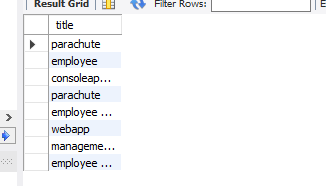 Result Grid Filter Rows:
title
parachute
employee
consoleap...
parachute
employee ...
webapp
manageme...
employee ...